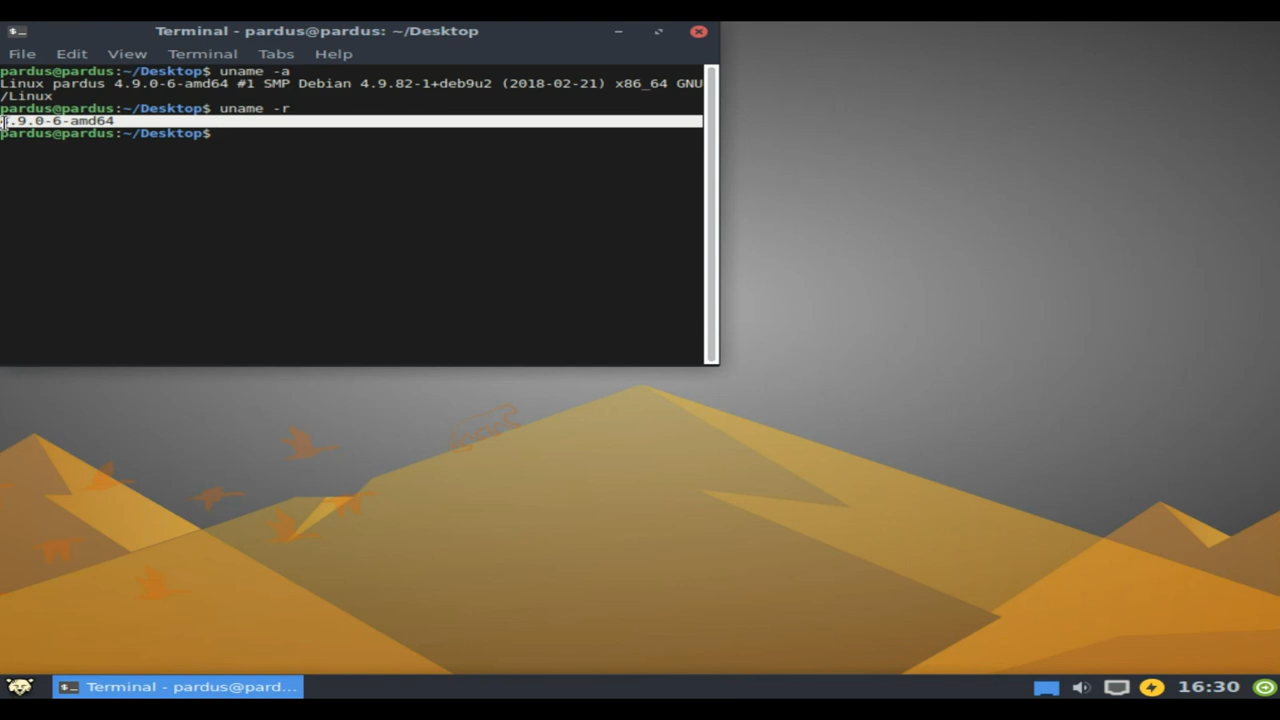 Terminal - pardus@pardus: ~/Desktop
File Edit View Terminal Tabs Help
pardus@pardus:~/Desktop$ uname -a
Linux pardus 4.9.0-6-amd64 #1 SMP Debian 4.9.82-1+deb9u2 (2018-02-21) x86_64 GNU
/Linux
pardus@pardus:~/Desktop$ uname -r
4.9.0-6-amd64
pardus@pardus:~/Desktop$
Terminal - pardus@pard...
16:30